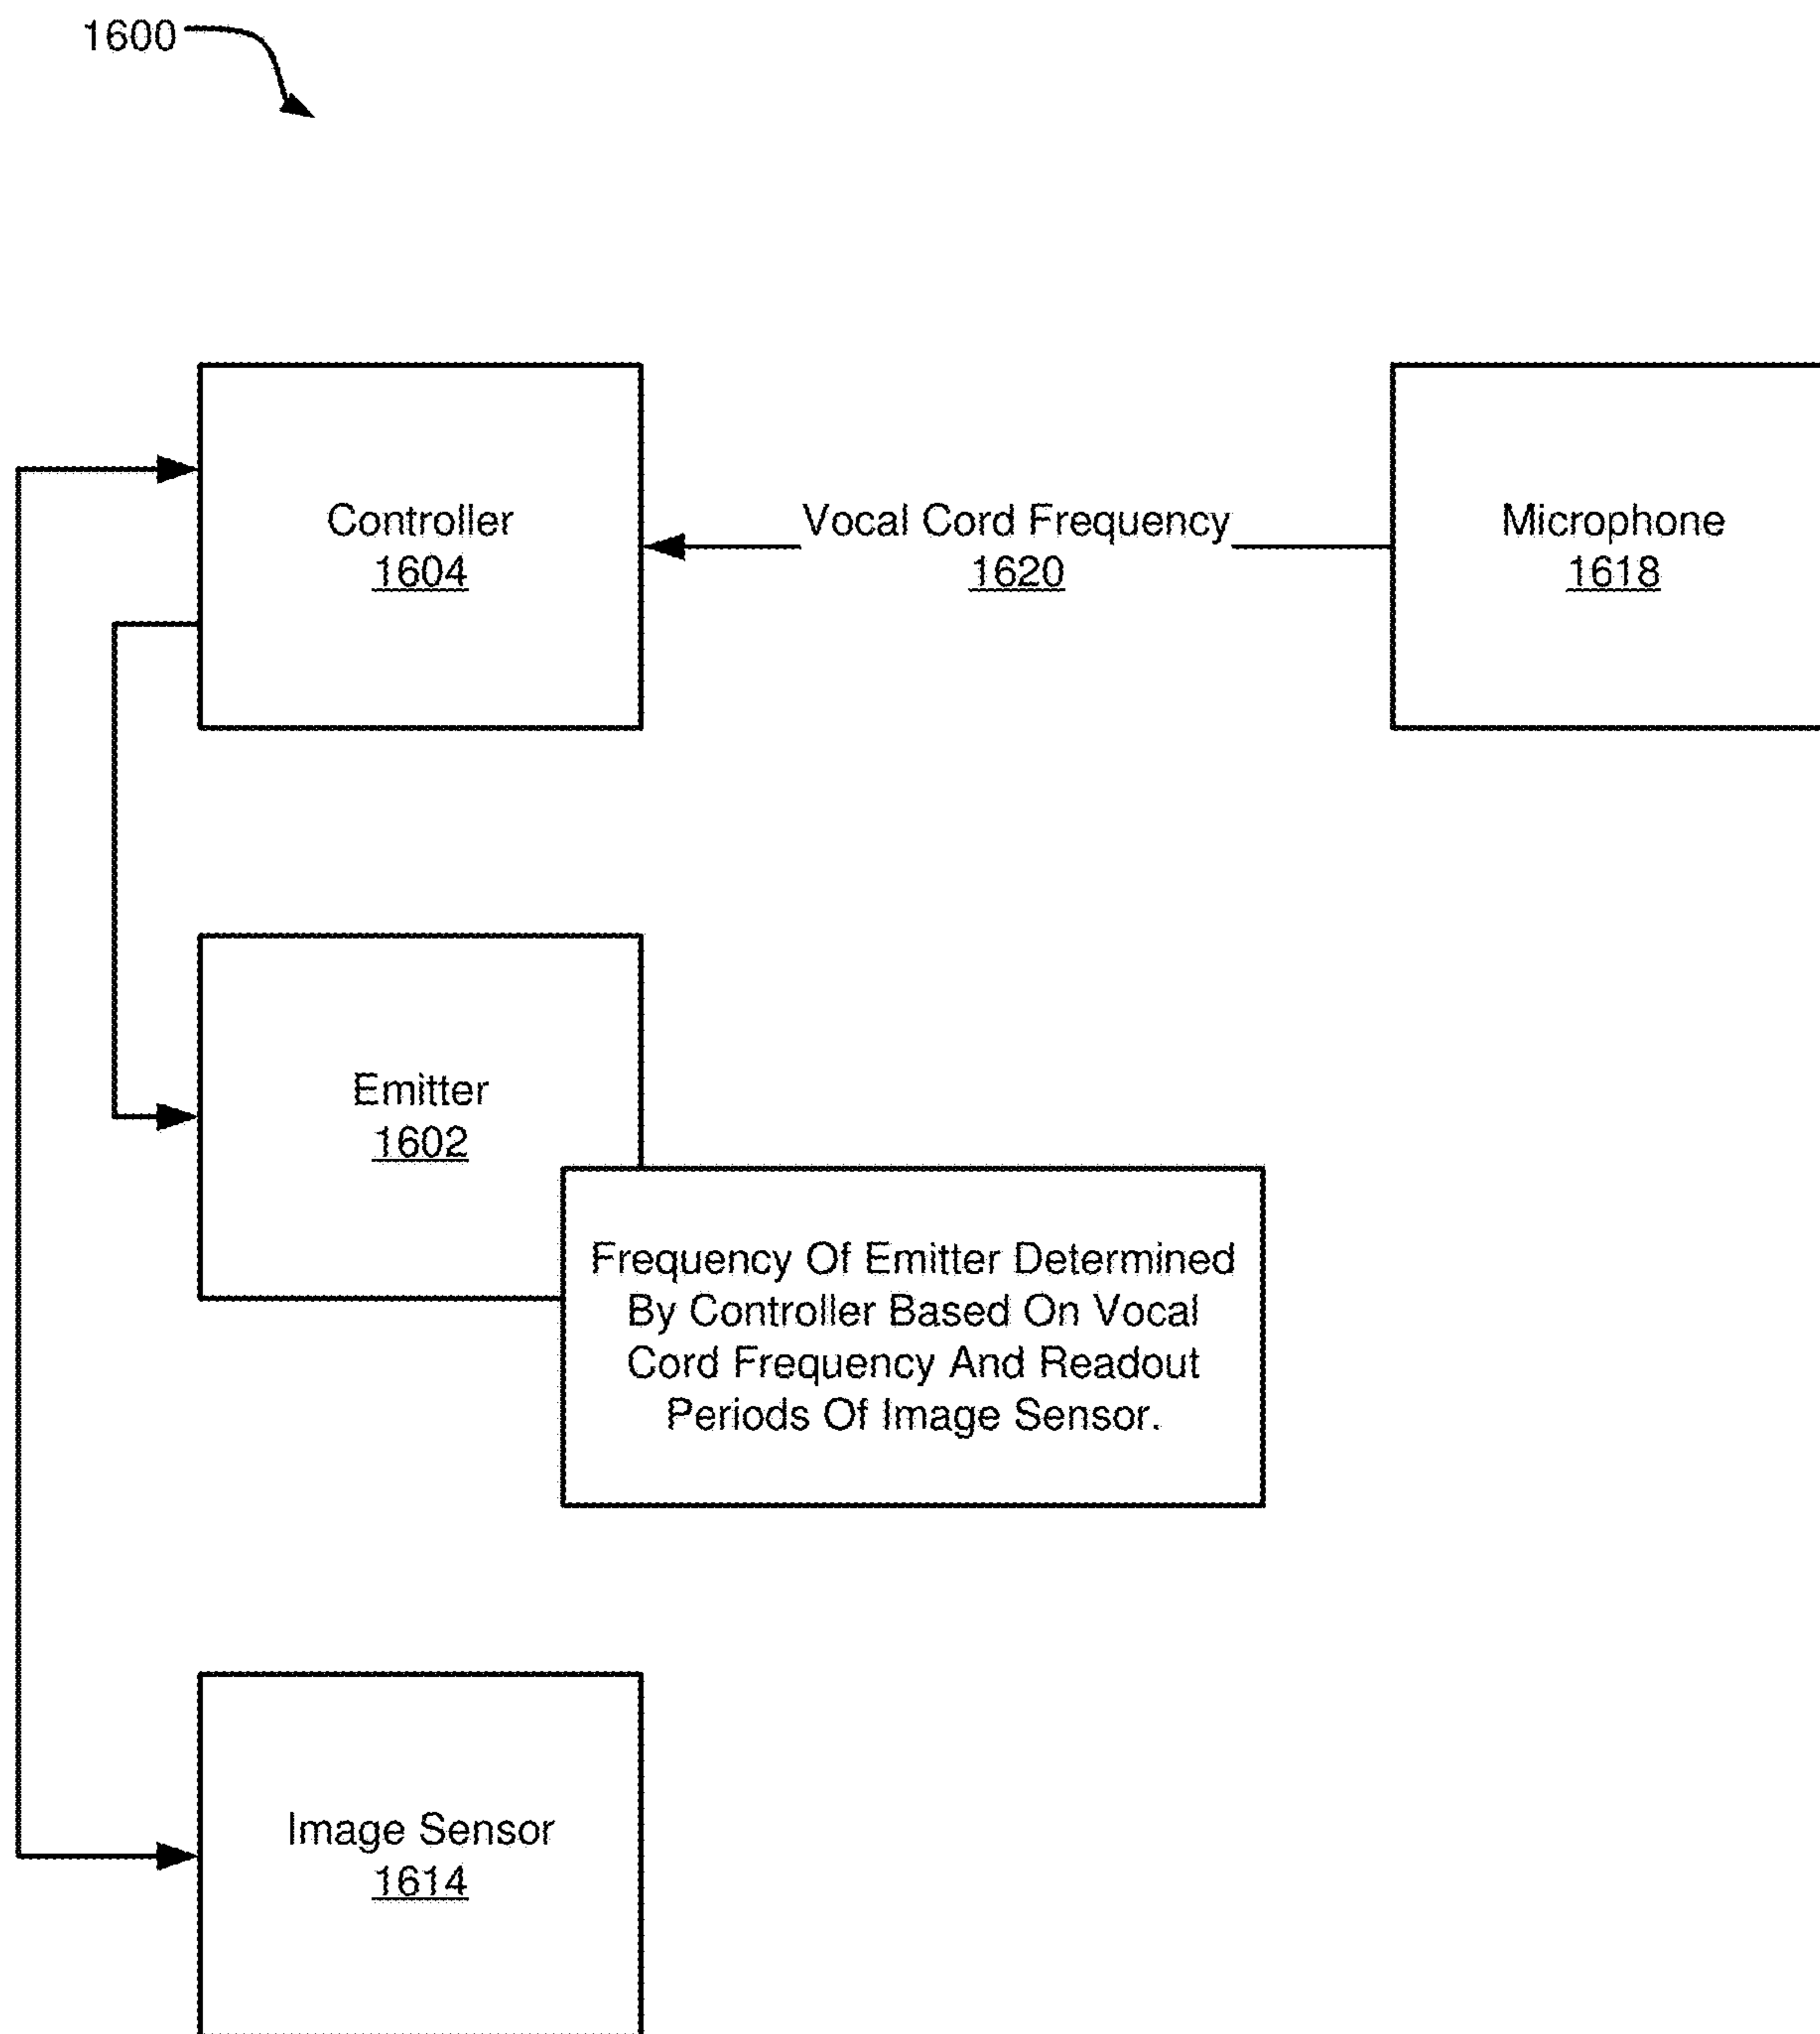 1600
Controller
1604
Vocal Cord Frequency
1620
Microphone
1618
Emitter
1602
Frequency Of Emitter Determined
By Controller Based On Vocal
Cord Frequency And Readout
Periods Of Image Sensor.
Image Sensor
1614